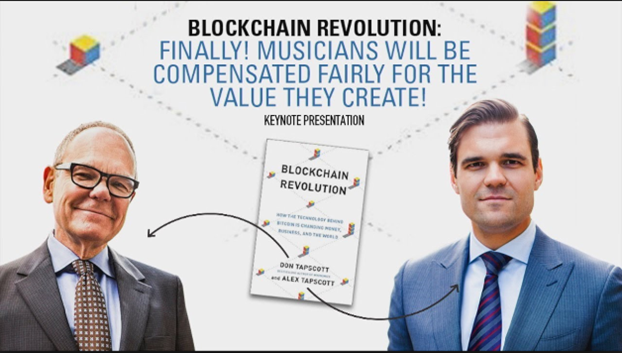 BLOCKCHAIN REVOLUTION:
FINALLY! MUSICIANS WILL BE
COMPENSATED FAIRLY FOR THE
VALUE THEY CREATE!
KEYNOTE PRESENTATION
BLOCKCHAIN
REVOLUTION
HOW THE TECHNOLOGY BEHIND
BITCOIN IS CHANGING MONEY,
BUSINESS, AND THE WORLD
DON TAPSCOTT
AND ALEX TAPSCOTT